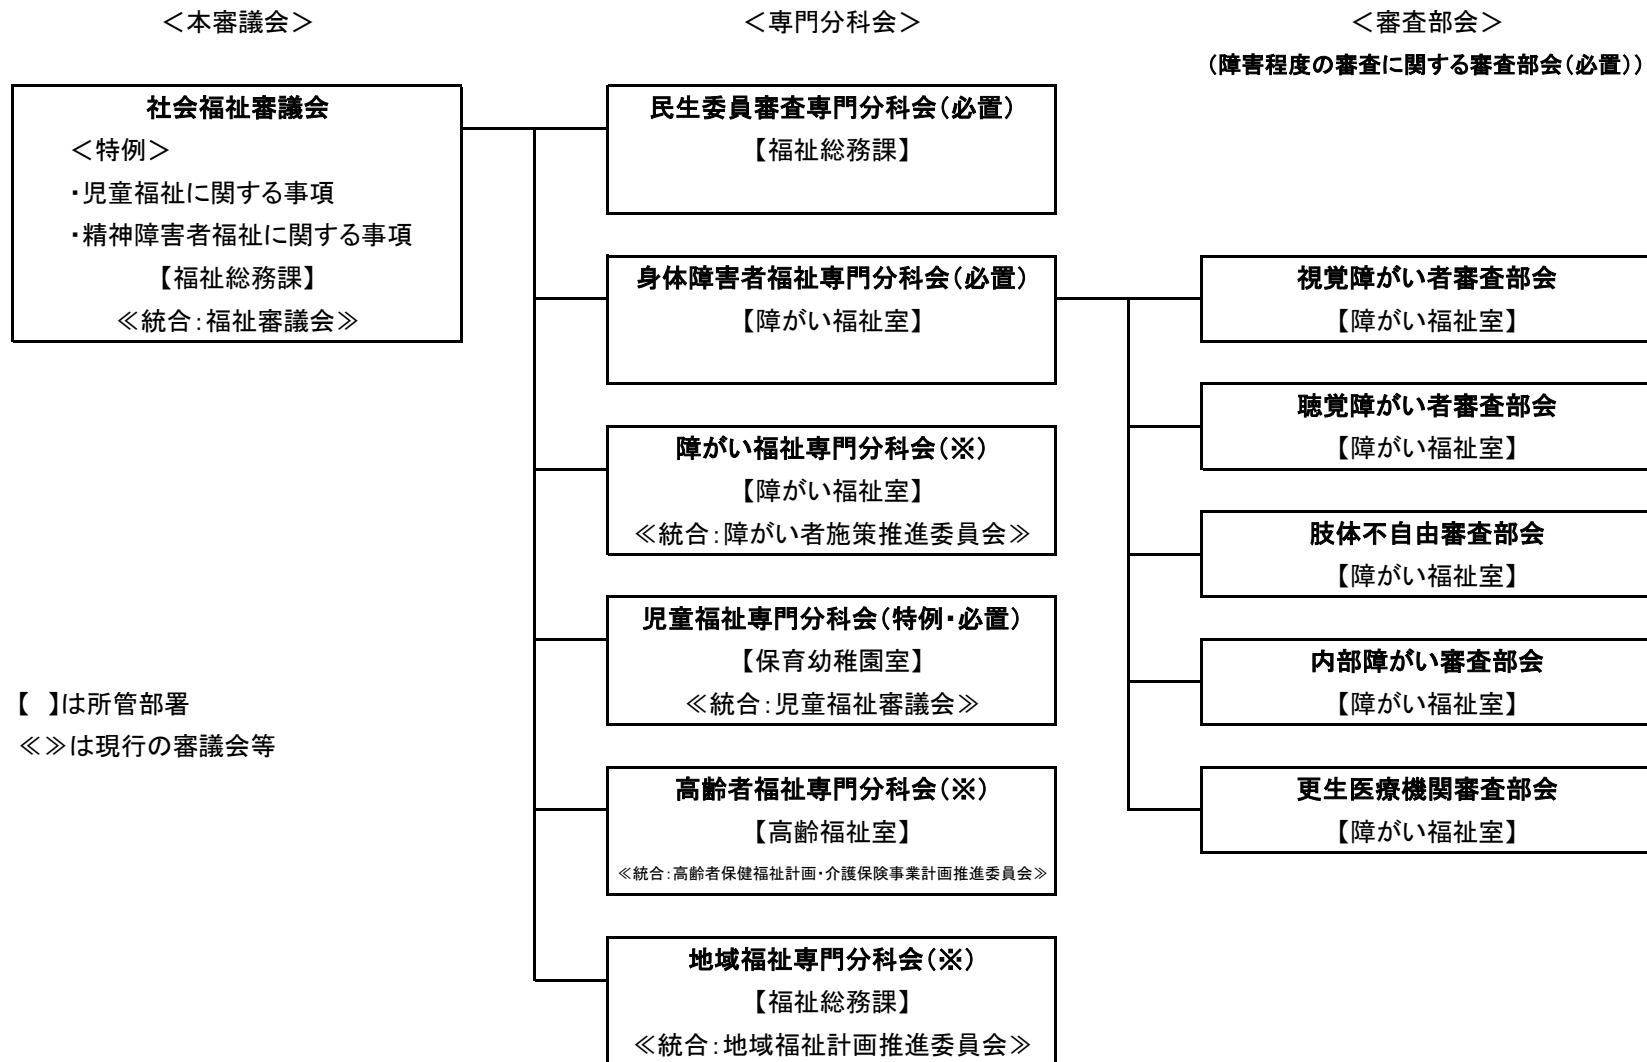 ＜本審議会＞
＜専門分科会＞
＜審査部会＞
（障害程度の審査に関する審査部会（必置））
社会福祉審議会
＜特例＞
・児童福祉に関する事項
・精神障害者福祉に関する事項
【福祉総務課】
≪統合：福祉審議会≫
民生委員審査専門分科会（必置）
【福祉総務課】
身体障害者福祉専門分科会（必置）
【障がい福祉室】
障がい福祉専門分科会（※）
【障がい福祉室】
≪統合：障がい者施策推進委員会≫
児童福祉専門分科会（特例・必置）
【保育幼稚園室】
≪統合：児童福祉審議会≫
高齢者福祉専門分科会（※）
【高齢福祉室】
≪統合：高齢者保健福祉計画・介護保険事業計画推進委員会≫
地域福祉専門分科会（※）
【福祉総務課】
≪統合：地域福祉計画推進委員会≫
視覚障がい者審査部会
【障がい福祉室】
聴覚障がい者審査部会
【障がい福祉室】
肢体不自由審査部会
【障がい福祉室】
内部障がい審査部会
【障がい福祉室】
更生医療機関審査部会
【障がい福祉室】
【　】は所管部署
≪≫は現行の審議会等